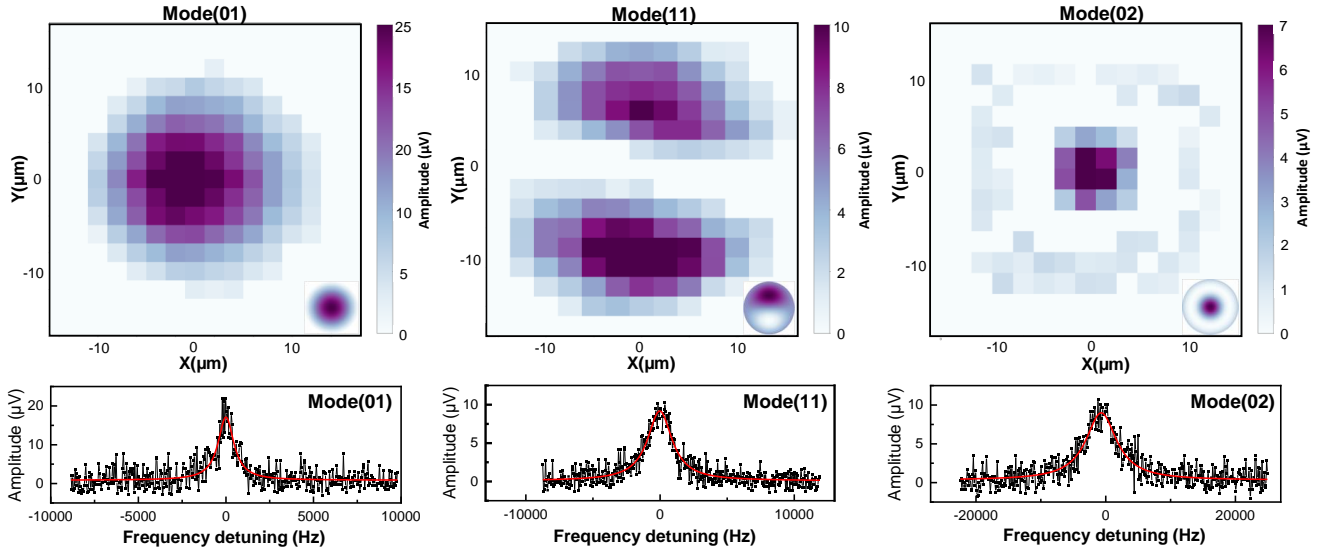 Mode(01)
25
15
20
10
5
0
Amplitude (µV)
10
0
-10
Y(µm)
-10
0
10
X(µm)
Mode(11)
10
8
6
4
2
0
Amplitude (µV)
10
0
-10
Y(µm)
-10
0
10
X(µm)
Mode(02)
7
6
5
4
3
2
1
0
Amplitude (µV)
10
0
-10
Y(µm)
-10
0
10
X(µm)
Mode(01)
20
10
0
Amplitude (µV)
-10000
-5000
0
5000
10000
Frequency detuning (Hz)
Mode(11)
10
5
0
Amplitude (µV)
-10000
0
10000
Frequency detuning (Hz)
Mode(02)
10
5
0
Amplitude (µV)
-20000
0
20000
Frequency detuning (Hz)